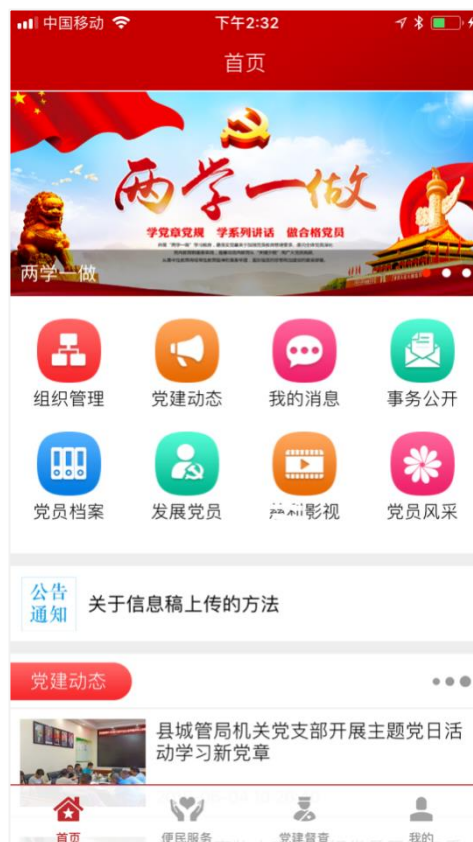 中国移动 下午2:32
首页
两学一做
学党章党规 学系列讲话 做合格党员
两学一做
组织管理 党建动态 我的消息 事务公开
党员档案 发展党员 影视 党员风采
公告
通知
关于信息稿上传的方法
党建动态
县城管局机关党支部开展主题党日活
动学习新党章
首页 便民服务 党建督查 我的